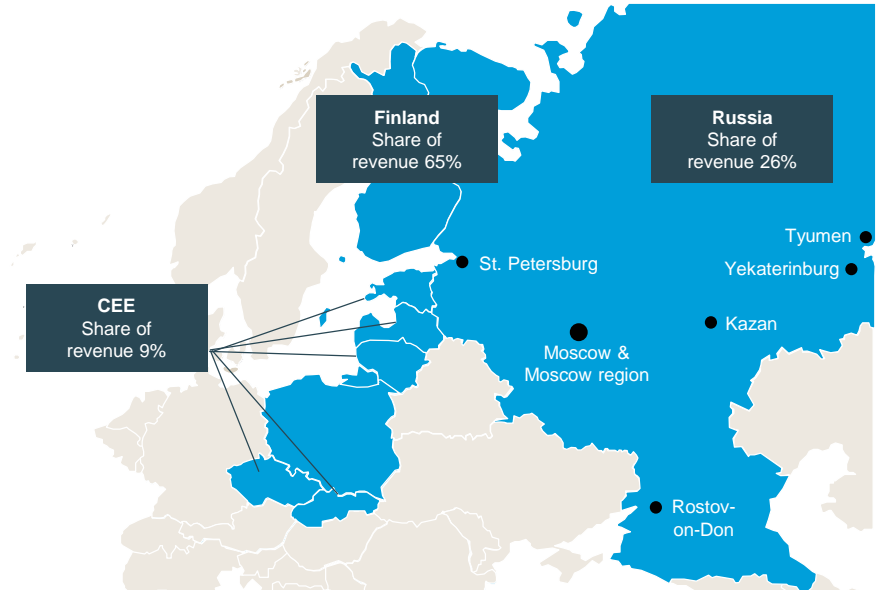 Finland
Share of
revenue 65%
Russia
Share of
revenue 26%
Tyumen
St. Petersburg
Yekaterinburg
CEE
Share of
revenue 9%
Kazan
Moscow &
Moscow region
Rostov-
on-Don